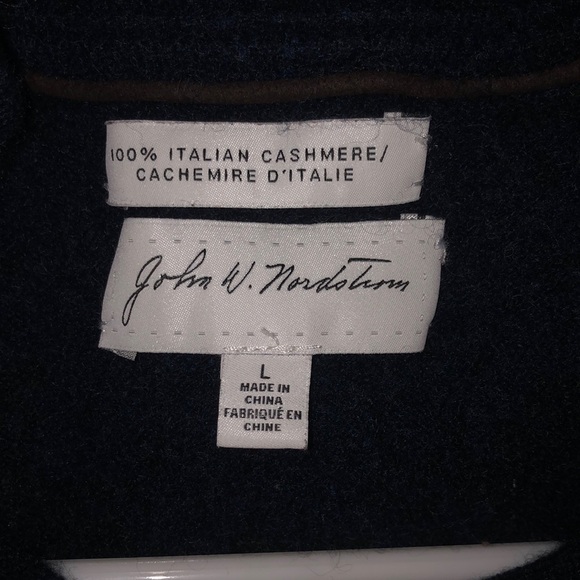 100% ITALIAN CASHMERE/
CACHEMIRE D'ITALIE
John W. Nordstrom
L
MADE IN
CHINA
FABRIQUÉ EN
CHINE